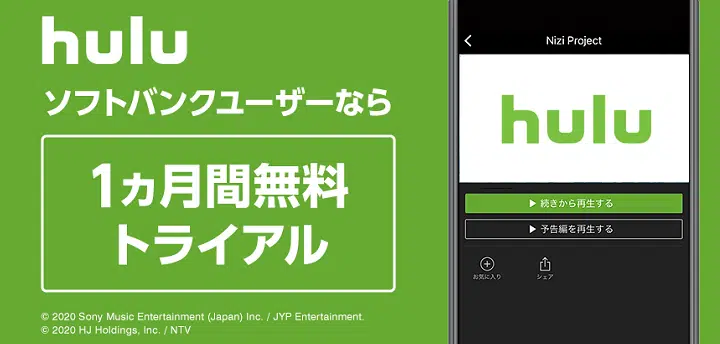 hulu
ソフトバンクユーザーなら
1ヵ月間無料
トライアル
© 2020 Sony Music Entertainment (Japan) Inc. / JYP Entertainment.
© 2020 HJ Holdings, Inc. / NTV
Nizi Project
hulu
▶ 続きから再生する
▶ 予告編を再生する
お気に入り
シェア